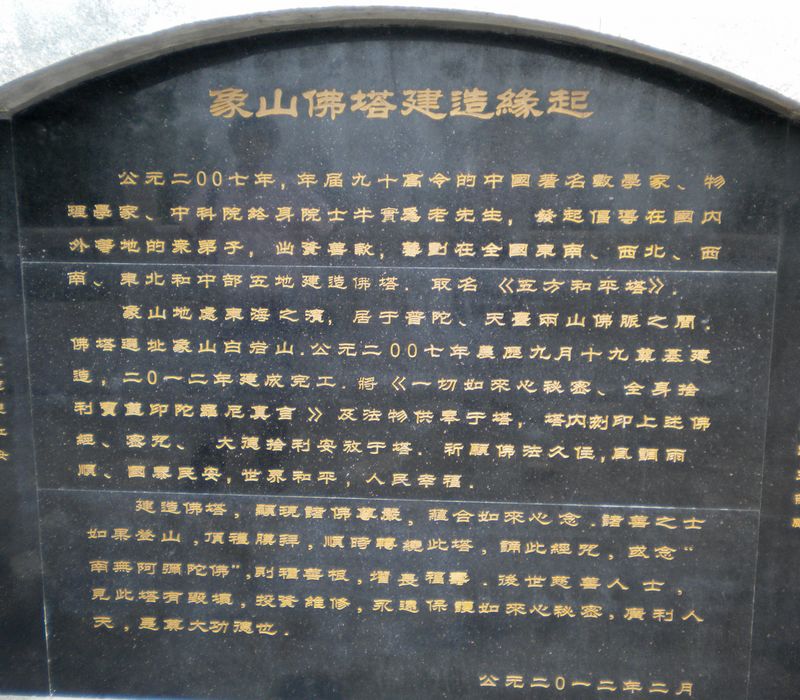 象山佛塔建造緣起
公元二00七年，年届九十高令的中國著名數學家、物
理學家、中科院終身院士牛實為老先生，發起倡導在國内
外等地的衆弟子，出資善款，籌劃在全國東南、西北、西
南、東北和中部五地建造佛塔．取名《五方和平塔》．
象山地處東海之濱，居于普陀、天臺兩山佛脈之間．
佛塔選址象山白岩山．公元二00七年農歷九月十九奠基建
造，二0一二年建成完工．將《一切如來心秘密、全身捨
利寶篋印陀羅尼真言》及法物供奉于塔，塔内刻印上述佛
經、密咒、大德捨利安放于塔．祈願佛法久住，風調雨
順、國泰民安，世界和平，人民幸福．
建造佛塔，顯現諸佛尊嚴，蘊合如來心念．諸善之士
如果登山，頂禮膜拜，順時轉繞此塔，誦此經咒，或念“
南無阿彌陀佛”，則種善根，增長福壽．後世慈善人士，
見此塔有毀壞，投資維修，永遠保護如來心秘密，廣利人
天，是莫大功德也．
公元二0一二年二月